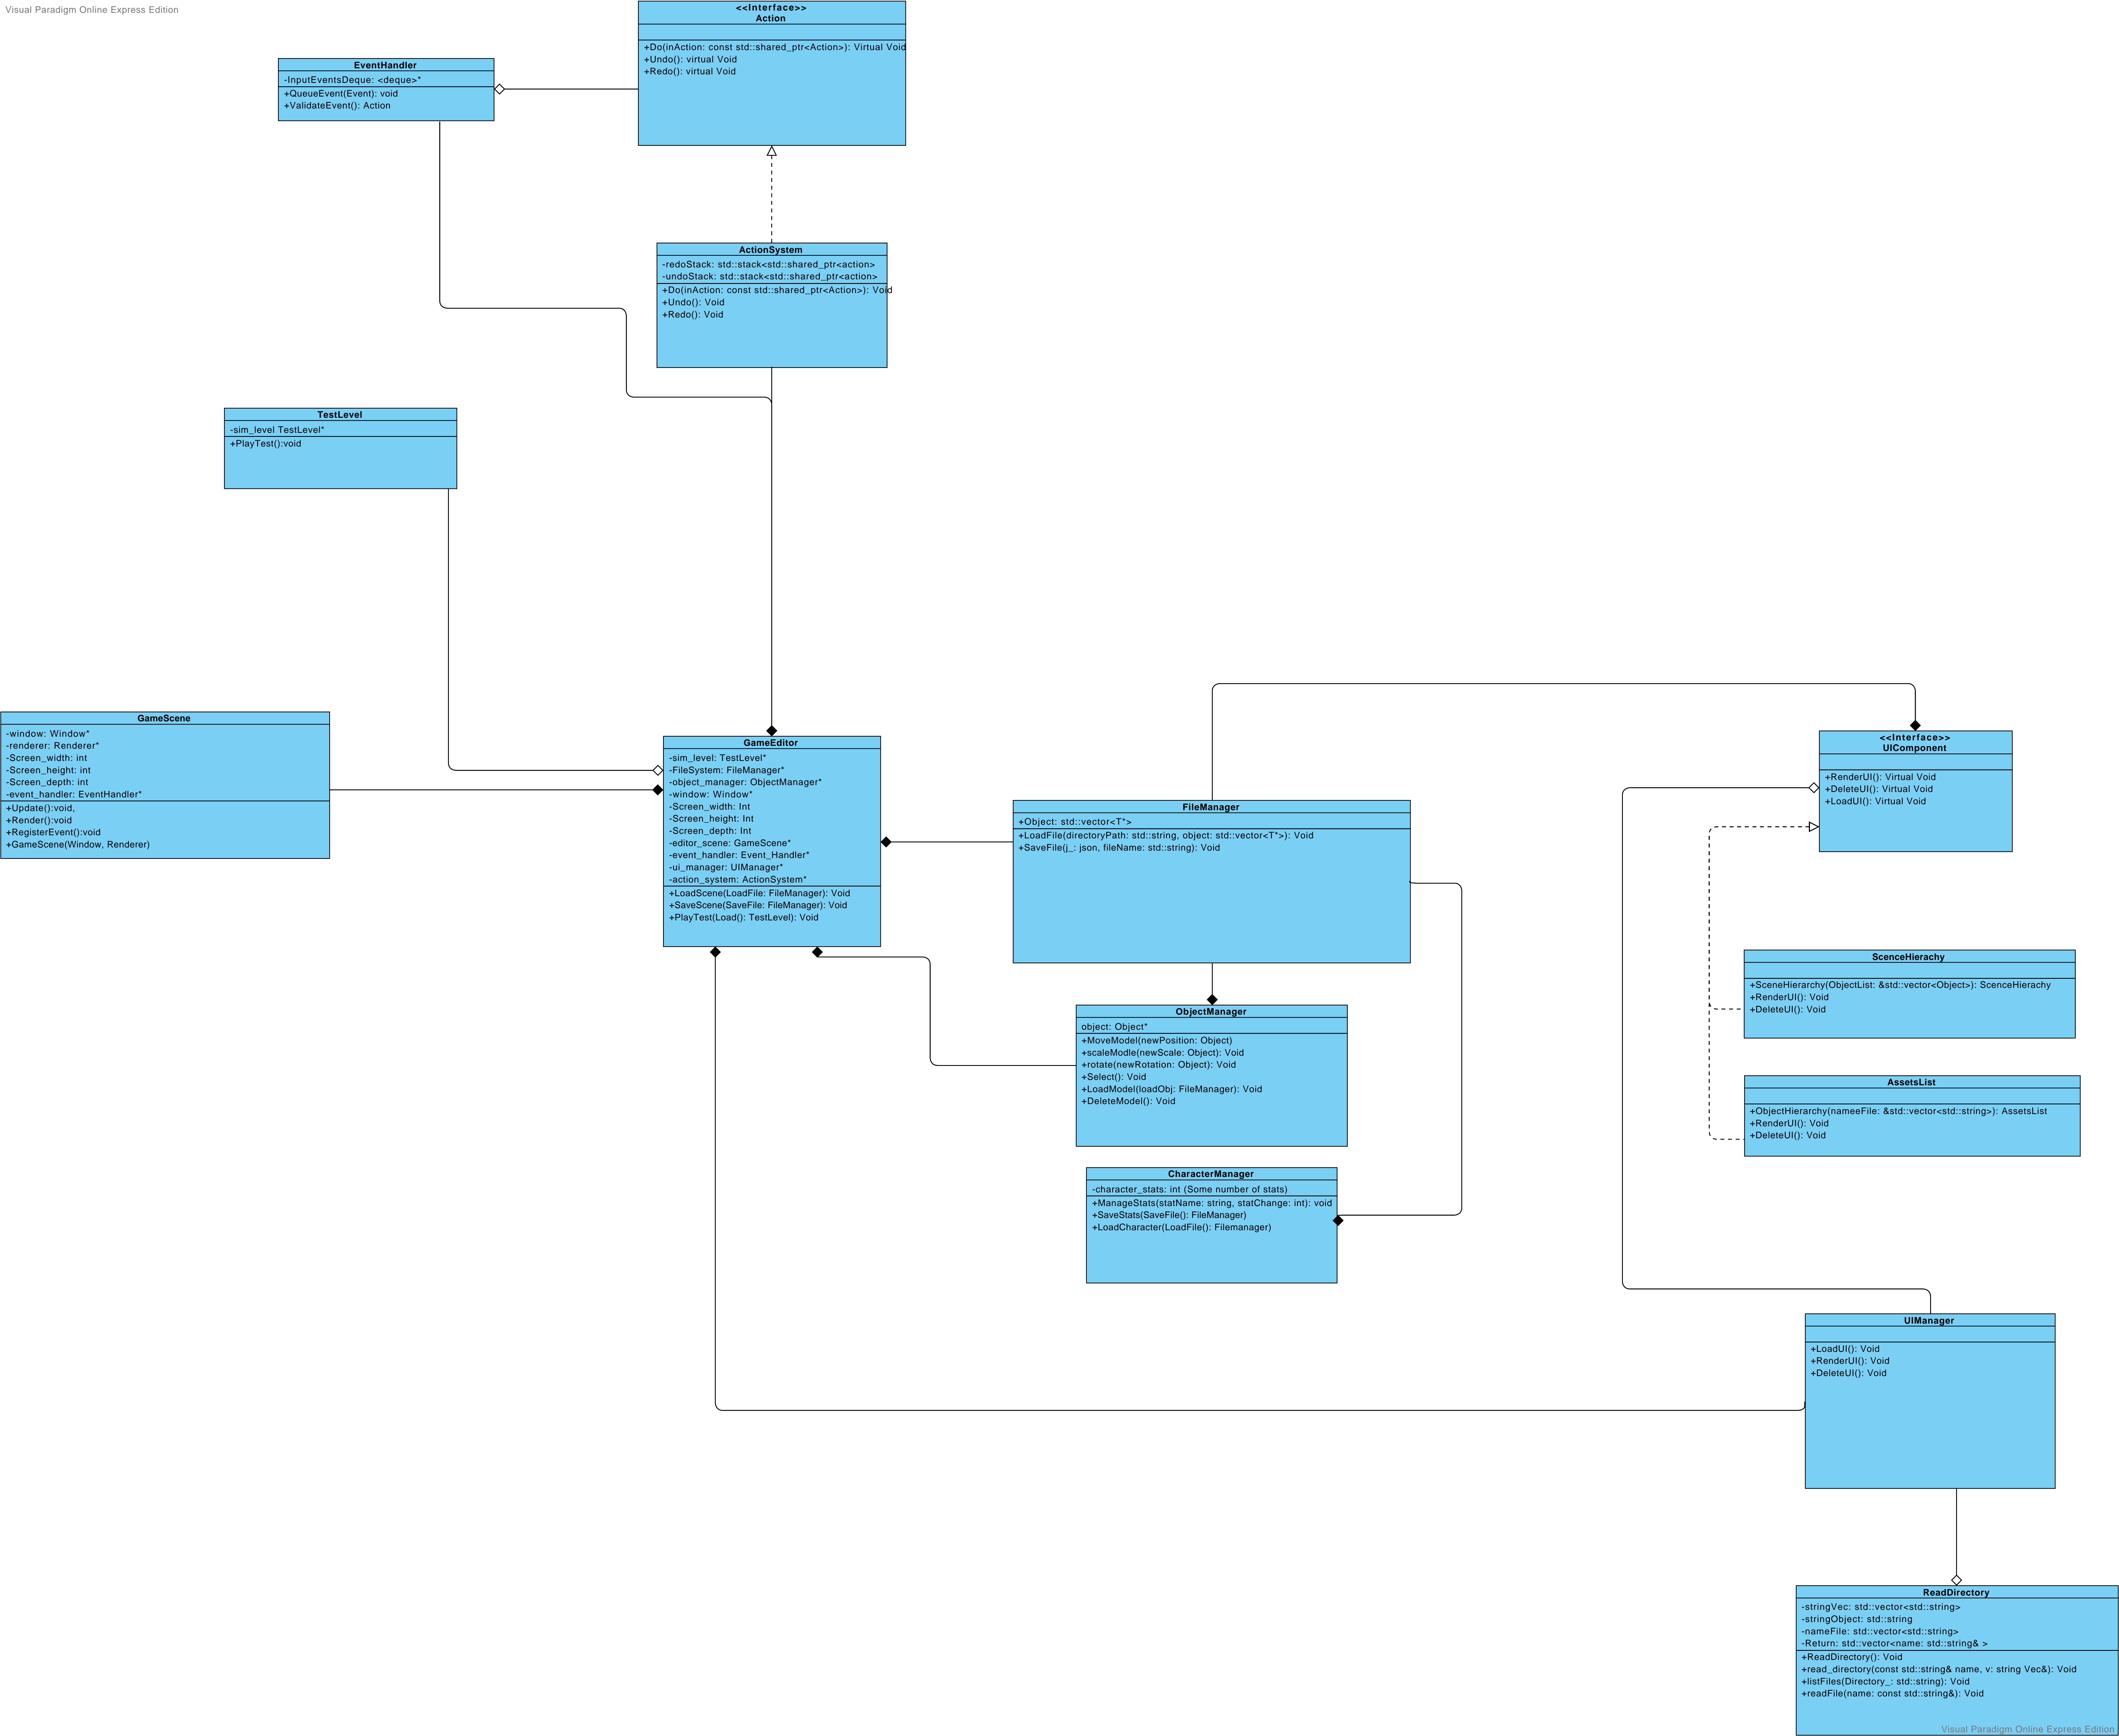 Visual Paradigm Online Express Edition
<<Interface>>
Action
+Do(inAction: const std::shared_ptr<Action>): Virtual Void
+Undo(): virtual Void
+Redo(): virtual Void
EventHandler
-InputEventsDeque: <deque>*
+QueueEvent(Event): void
+ValidateEvent(): Action
ActionSystem
-redoStack: std::stack<std::shared_ptr<action>
-undoStack: std::stack<std::shared_ptr<action>
+Do(inAction: const std::shared_ptr<Action>): Void
+Undo(): Void
+Redo(): Void
TestLevel
-sim_level TestLevel*
+PlayTest():void
GameScene
-window: Window*
-renderer: Renderer*
-Screen_width: int
-Screen_height: int
-Screen_depth: int
-event_handler: EventHandler*
+Update():void,
+Render():void
+RegisterEvent():void
+GameScene(Window, Renderer)
GameEditor
-sim_level: TestLevel*
-FileSystem: FileManager*
-object_manager: ObjectManager*
-window: Window*
-Screen_width: Int
-Screen_height: Int
-Screen_depth: Int
-editor_scene: GameScene*
-event_handler: Event_Handler*
-ui_manager: UIManager*
-action_system: ActionSystem*
+LoadScene(LoadFile: FileManager): Void
+SaveScene(SaveFile: FileManager): Void
+PlayTest(Load(): TestLevel): Void
FileManager
+Object: std::vector<T*>
+LoadFile(directoryPath: std::string, object: std::vector<T*>): Void
+SaveFile(j_: json, fileName: std::string): Void
<<Interface>>
UIComponent
+RenderUI(): Virtual Void
+DeleteUI(): Virtual Void
+LoadUI(): Virtual Void
ScenceHierachy
+SceneHierarchy(ObjectList: &std::vector<Object>): ScenceHierachy
+RenderUI(): Void
+DeleteUI(): Void
ObjectManager
object: Object*
+MoveModel(newPosition: Object)
+scaleModle(newScale: Object): Void
+rotate(newRotation: Object): Void
+Select(): Void
+LoadModel(loadObj: FileManager): Void
+DeleteModel(): Void
AssetsList
+ObjectHierarchy(nameeFile: &std::vector<std::string>): AssetsList
+RenderUI(): Void
+DeleteUI(): Void
CharacterManager
-character_stats: int (Some number of stats)
+ManageStats(statName: string, statChange: int): void
+SaveStats(SaveFile(): FileManager)
+LoadCharacter(LoadFile(): Filemanager)
UIManager
+LoadUI(): Void
+RenderUI(): Void
+DeleteUI(): Void
ReadDirectory
-stringVec: std::vector<std::string>
-stringObject: std::string
-nameFile: std::vector<std::string>
-Return: std::vector<name: std::string& >
+ReadDirectory(): Void
+read_directory(const std::string& name, v: string Vec&): Void
+listFiles(Directory_: std::string): Void
+readFile(name: const std::string&): Void
Visual Paradigm Online Express Edition